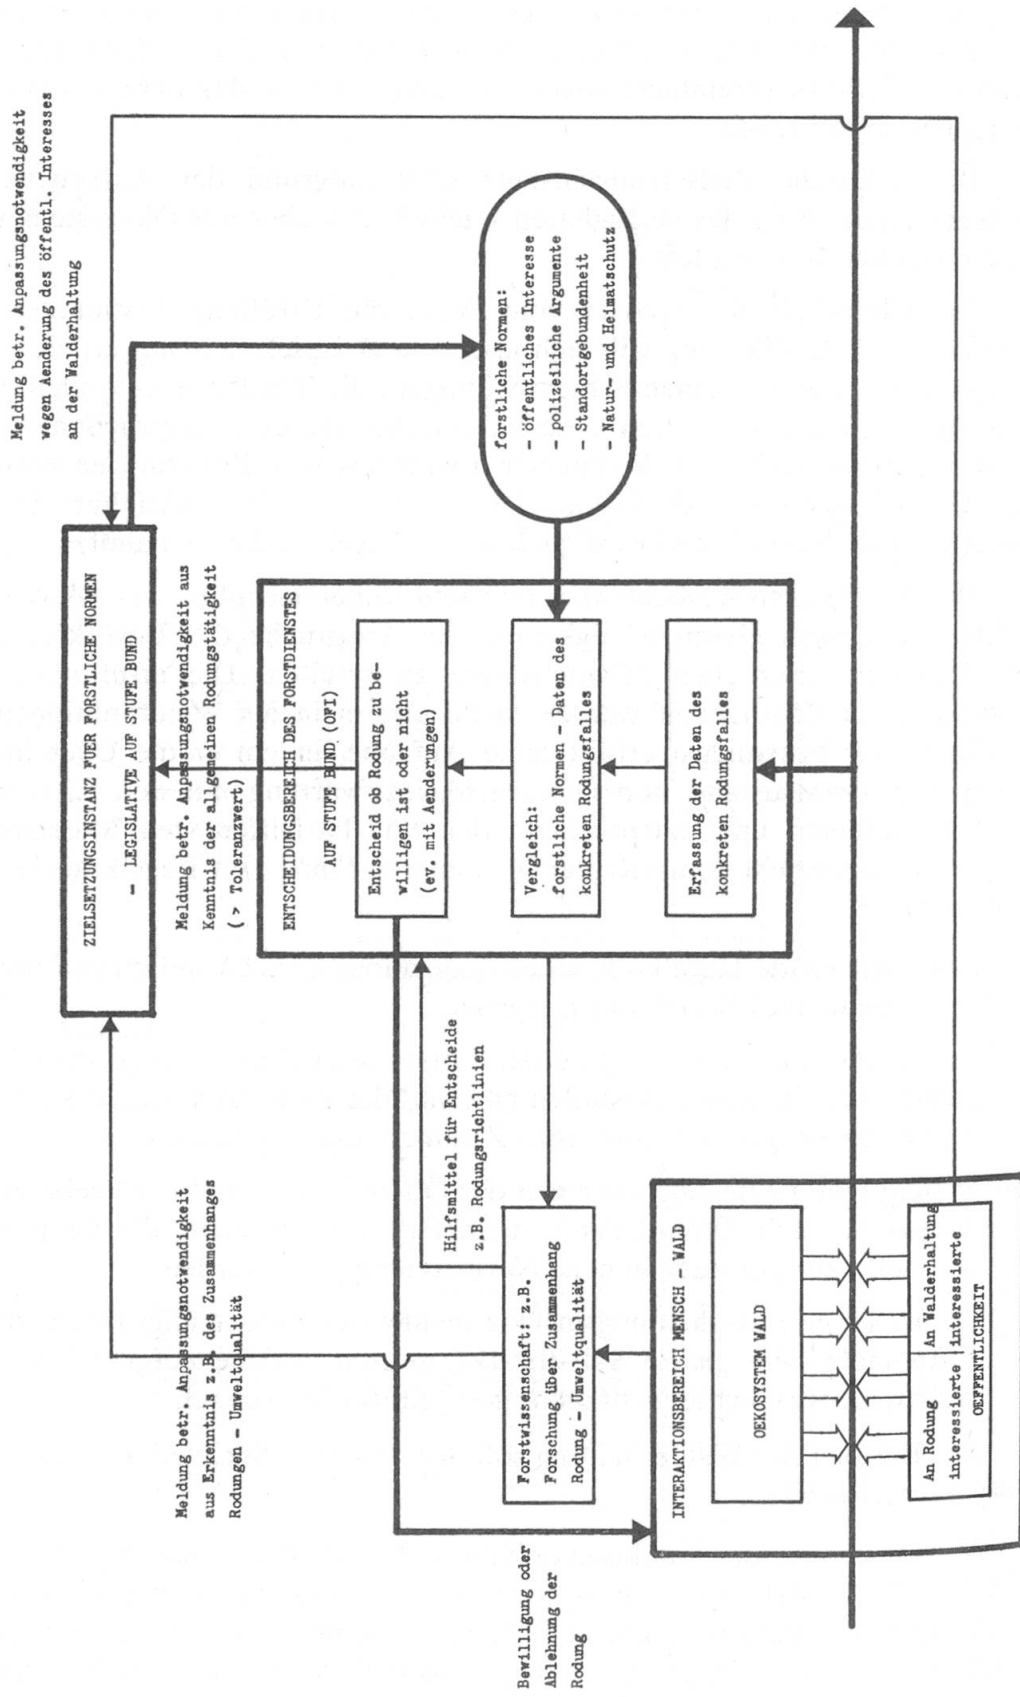 Meldung betr. Anpassungsnotwendigkeit
wegen Aenderung des öffentl. Interesses
an der Walderhaltung
ZIELSETZUNGSINSTANZ FUER FORSTLICHE NORMEN
- LEGISLATIVE AUF STUFE BUND
Meldung betr. Anpassungsnotwendigkeit aus
Kenntnis der allgemeinen Rodungstätigkeit
( > Toleranzwert)
Meldung betr. Anpassungsnotwendigkeit
aus Erkenntnis z.B. des Zusammenhanges
Rodungen - Umweltqualität
ENTSCHEIDUNGSBEREICH DES FORSTDIENSTES
AUF STUFE BUND (OFI)
Entscheid ob Rodung zu be-
willigen ist oder nicht
(ev. mit Aenderungen)
Vergleich:
forstliche Normen - Daten des
konkreten Rodungsfalles
Erfassung der Daten des
konkreten Rodungsfalles
forstliche Normen:
- öffentliches Interesse
- polizeiliche Argumente
- Standortgebundenheit
- Natur- und Heimatschutz
Hilfsmittel für Entscheide
z.B. Rodungsrichtlinien
Forstwissenschaft: z.B.
Forschung über Zusammenhang
Rodung - Umweltqualität
Bewilligung oder
Ablehnung der
Rodung
INTERAKTIONSBEREICH MENSCH - WALD
OEKOSYSTEM WALD
An Rodung
interessierte
An Walderhaltung
interessierte
OEFFENTLICHKEIT